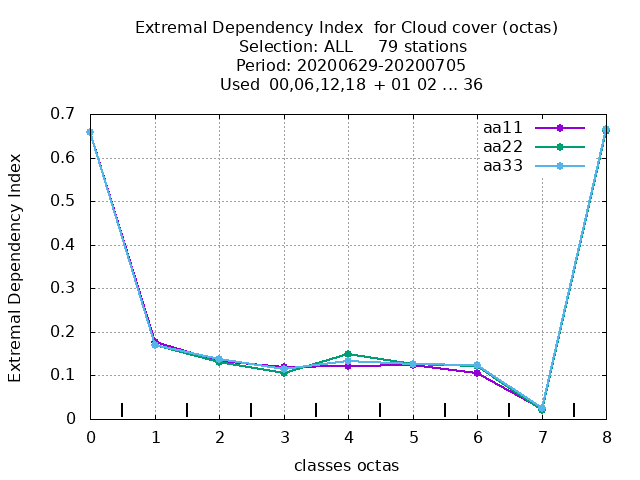 Extremal Dependency Index  for Cloud cover (octas)
Selection: ALL     79 stations
Period: 20200629-20200705
Used  00,06,12,18  + 01 02 ... 36
aa11
aa22
aa33
Extremal Dependency Index
0.7
0.6
0.5
0.4
0.3
0.2
0.1
0
0 1 2 3 4 5 6 7 8
classes octas